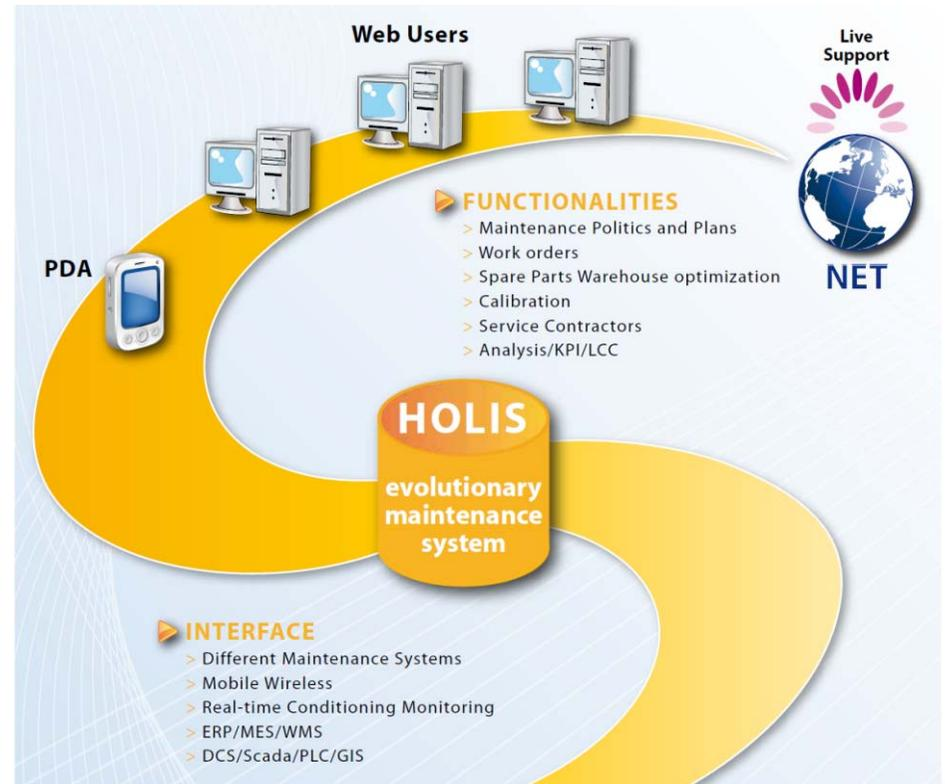 Web Users
Live
Support
NET
PDA
FUNCTIONALITIES
> Maintenance Politics and Plans
> Work orders
> Spare Parts Warehouse optimization
> Calibration
> Service Contractors
> Analysis/KPI/LCC
HOLIS
evolutionary
maintenance
system
INTERFACE
> Different Maintenance Systems
> Mobile Wireless
> Real-time Conditioning Monitoring
> ERP/MES/WMS
> DCS/Scada/PLC/GIS